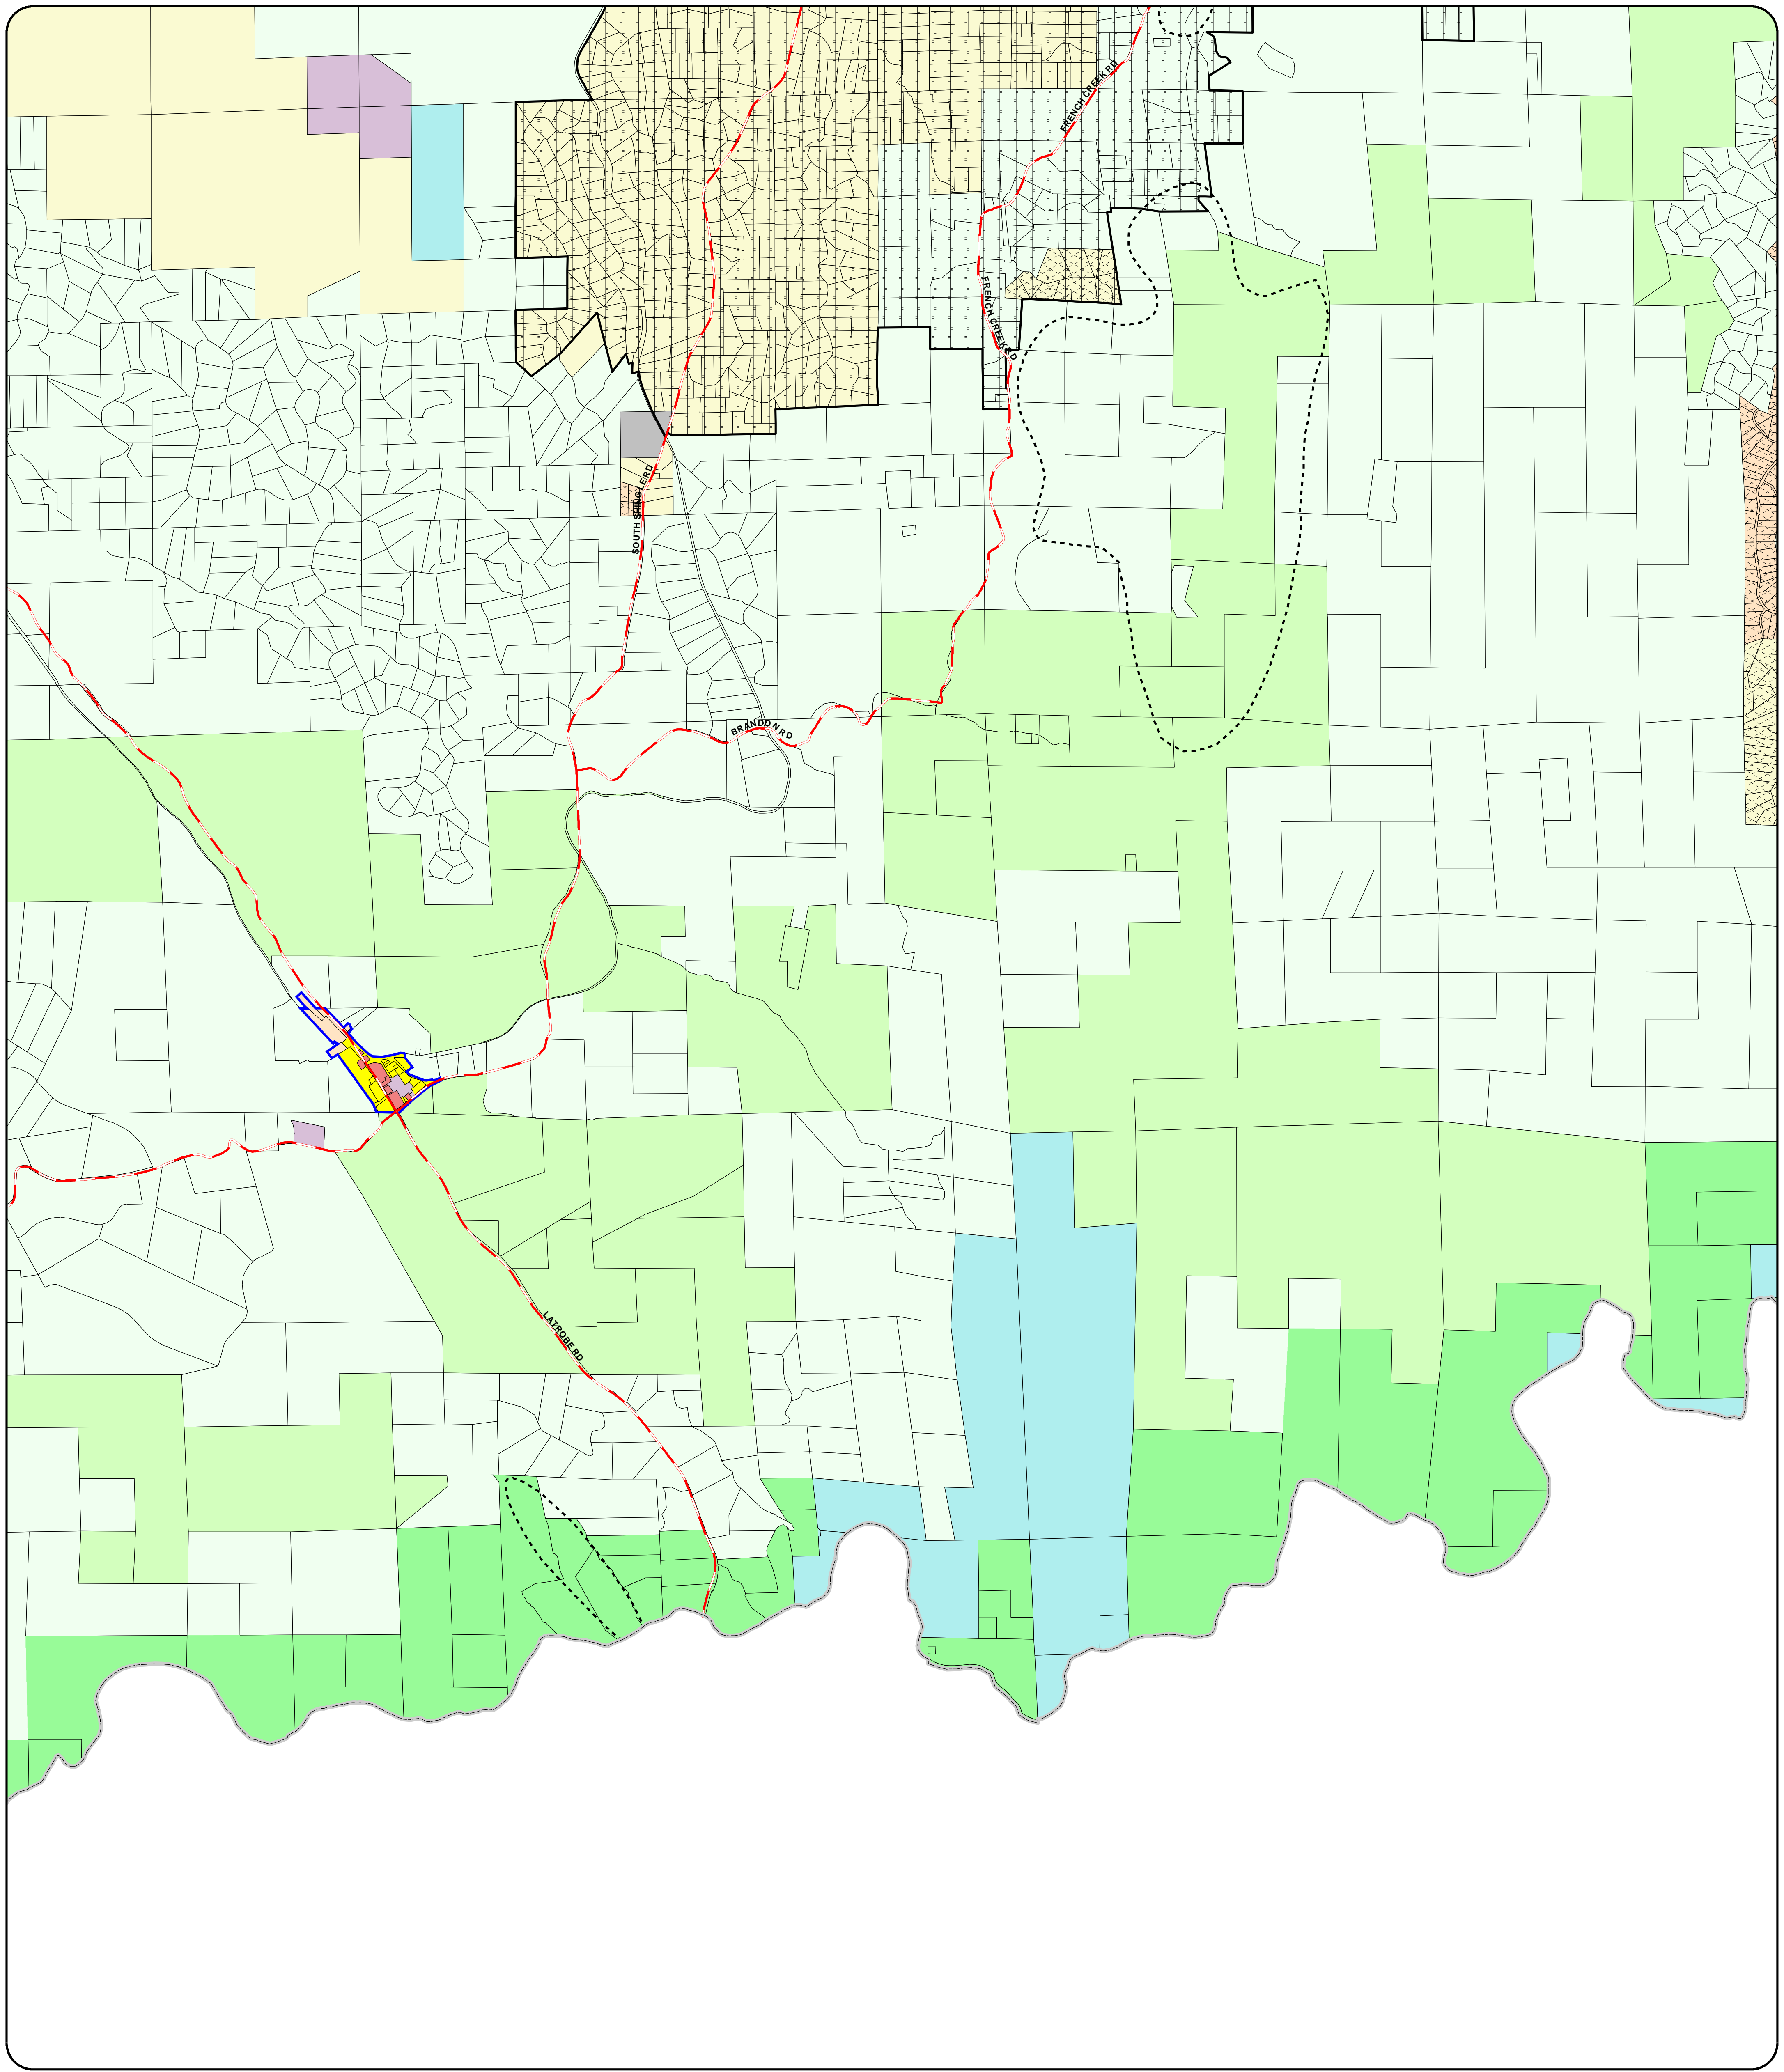 FRENCH CREEK RD
FRENCH CREEK RD
SOUTH SHINGLE RD
BRANDON RD
LATROBE RD